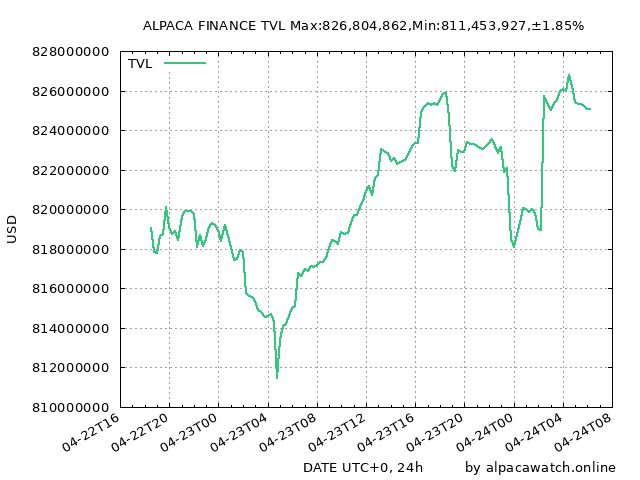 ALPACA FINANCE TVL Max:826,804,862,Min:811,453,927,±1.85%
828000000
TVL
826000000
824000000
822000000
820000000
USD
818000000
816000000
814000000
812000000
810000000
04-22T16
04-22T20
04-23T00
04-23T04
04-23T08
04-23T12
04-23T16
04-23T20
04-24T00
04-24T04
04-24T08
DATE UTC+0, 24h
by alpacawatch.online